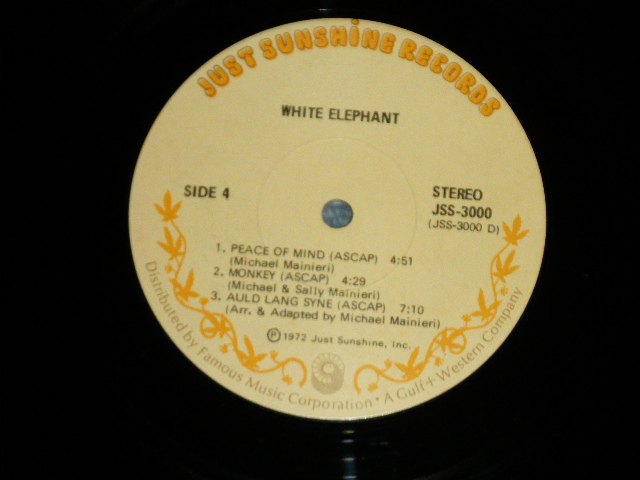 JUST SUNSHINE RECORDS
WHITE ELEPHANT
SIDE 4
STEREO
JSS-3000
(JSS-3000 D)
1. PEACE OF MIND (ASCAP) 4:51
(Michael Mainieri)
2. MONKEY (ASCAP) 4:29
(Michael & Sally Mainieri)
3. AULD LANG SYNE (ASCAP) 7:10
(Arr. & Adapted by Michael Mainieri)
℗1972 Just Sunshine, Inc.
Distributed by Famous Music Corporation • A Gulf + Western Company